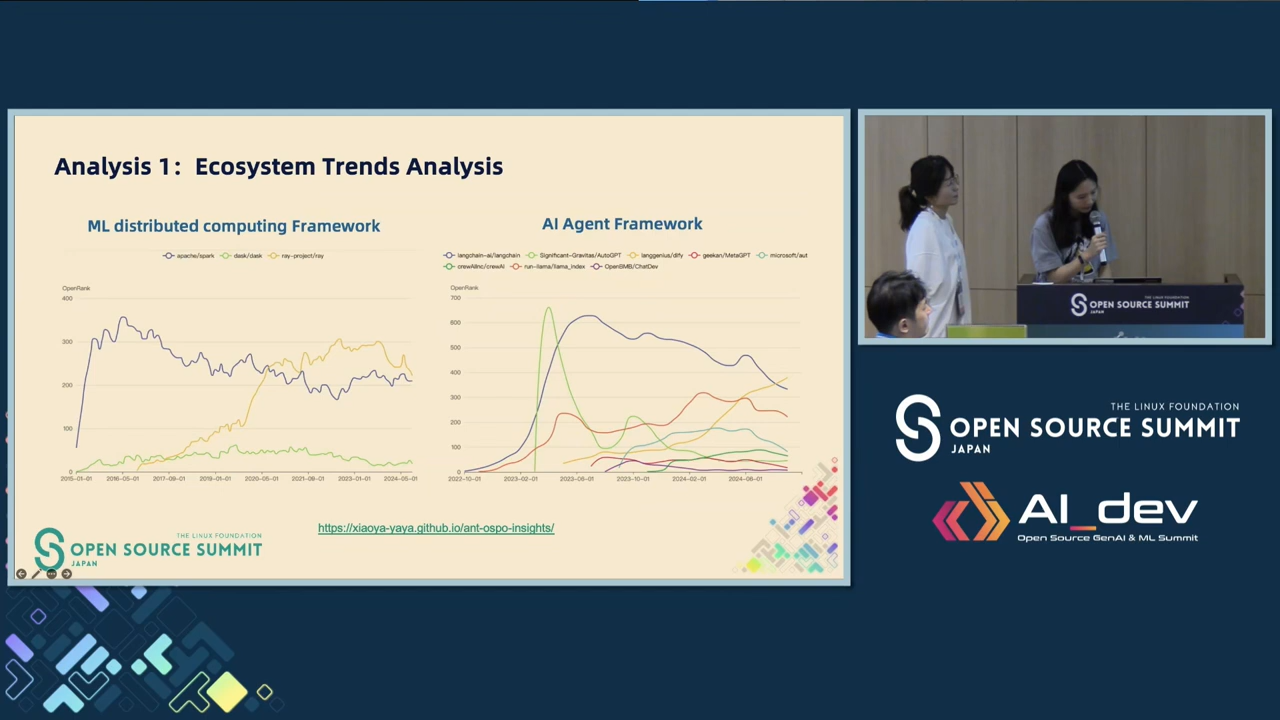 Analysis 1: Ecosystem Trends Analysis
ML distributed computing Framework
apache/spark dask/dask ray-project/ray
OpenRank
400
300
200
100
0
2015-01-01 2016-05-01 2017-09-01 2019-01-01 2020-05-01 2021-09-01 2023-01-01 2024-05-01
AI Agent Framework
langchain-ai/langchain Significant-Gravitas/AutoGPT langgenius/dify geekan/MetaGPT microsoft/aut
crewAIInc/crewAI run-llama/llama_index OpenBMB/ChatDev
OpenRank
700
600
500
400
300
200
100
0
2022-10-01 2023-02-01 2023-06-01 2023-10-01 2024-02-01 2024-06-01
https://xiaoya-yaya.github.io/ant-ospo-insights/
THE LINUX FOUNDATION
OPEN SOURCE SUMMIT
JAPAN
THE LINUX FOUNDATION
OPEN SOURCE SUMMIT
JAPAN
THE LINUX FOUNDATION
OPEN SOURCE SUMMIT
JAPAN
AI_dev
Open Source GenAI & ML Summit